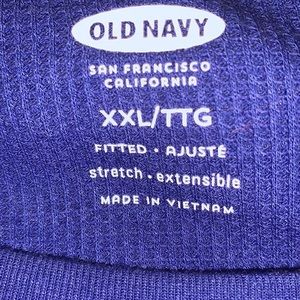 OLD NAVY
SAN FRANCISCO
CALIFORNIA
XXL/TTG
FITTED · AJUSTÉ
stretch · extensible
MADE IN VIETNAM